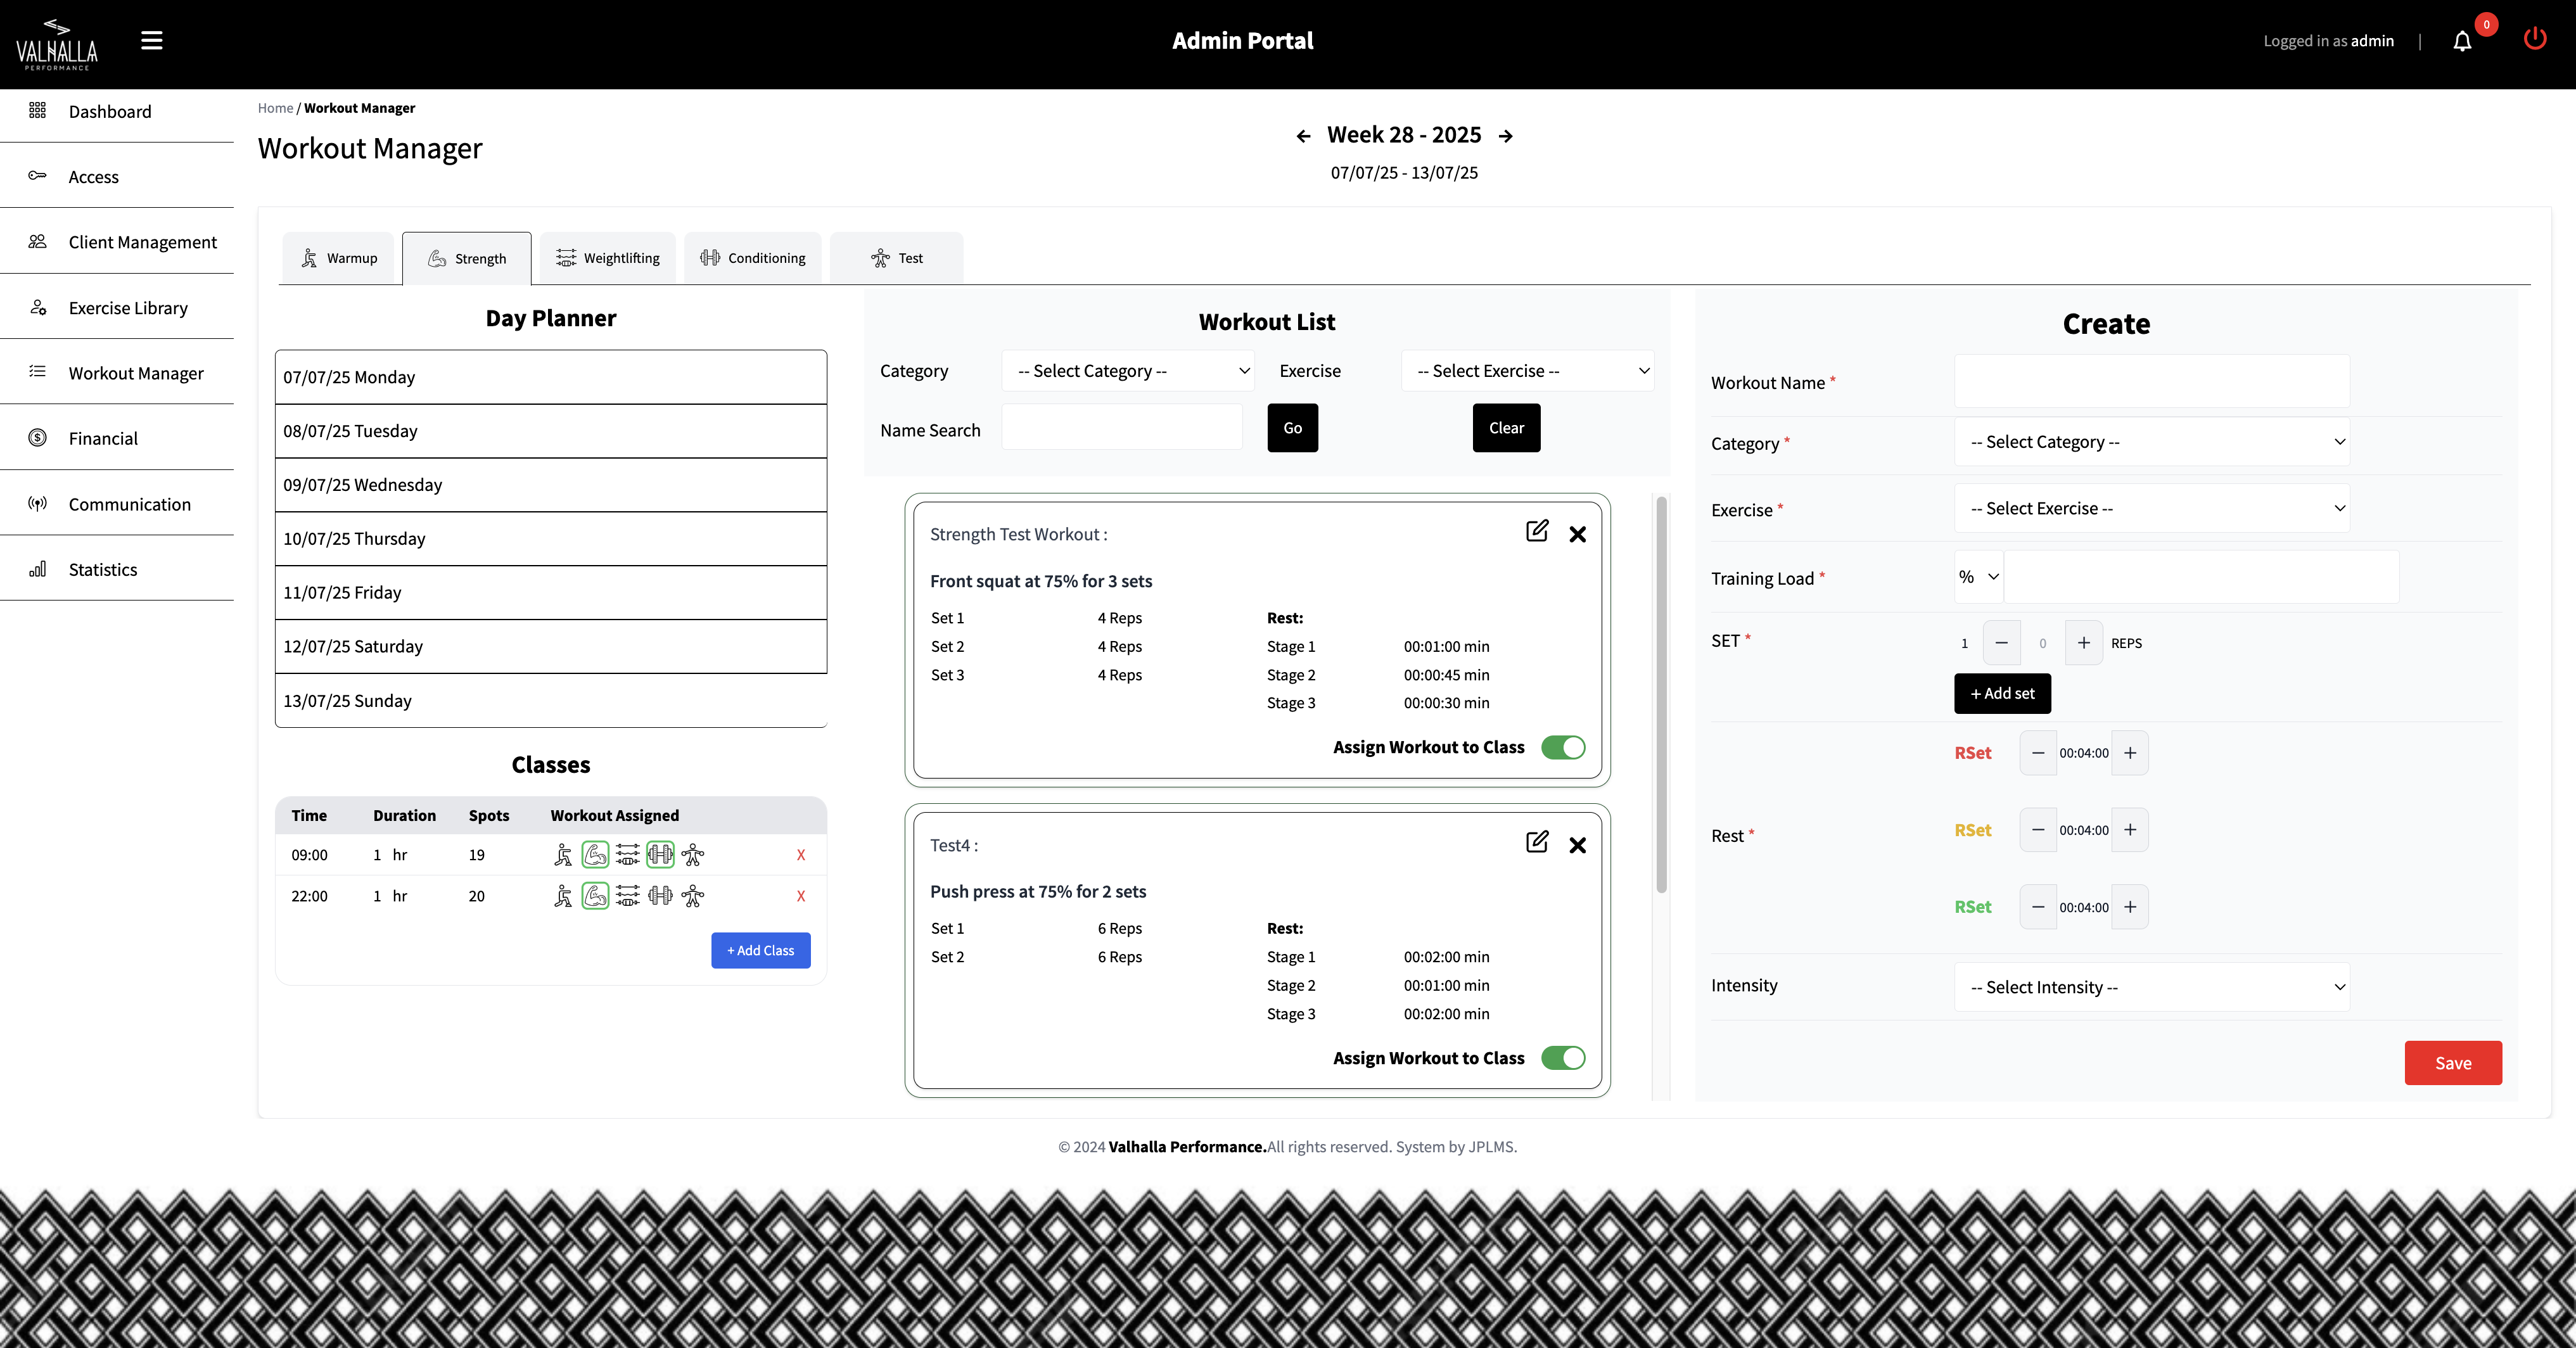 VALHALLA
PERFORMANCE
Admin Portal
Logged in as admin | 0
Dashboard
Access
Client Management
Exercise Library
Workout Manager
Financial
Communication
Statistics
Home / Workout Manager
Workout Manager
← Week 28 - 2025 →
07/07/25 - 13/07/25
Warmup Strength Weightlifting Conditioning Test
Day Planner
07/07/25 Monday
08/07/25 Tuesday
09/07/25 Wednesday
10/07/25 Thursday
11/07/25 Friday
12/07/25 Saturday
13/07/25 Sunday
Classes
Time Duration Spots Workout Assigned
09:00 1 hr 19 X
22:00 1 hr 20 X
+ Add Class
Workout List
Category -- Select Category -- Exercise -- Select Exercise --
Name Search Go Clear
Strength Test Workout :
Front squat at 75% for 3 sets
Set 1 4 Reps Rest:
Set 2 4 Reps Stage 1 00:01:00 min
Set 3 4 Reps Stage 2 00:00:45 min
Stage 3 00:00:30 min
Assign Workout to Class
Test4 :
Push press at 75% for 2 sets
Set 1 6 Reps Rest:
Set 2 6 Reps Stage 1 00:02:00 min
Stage 2 00:01:00 min
Stage 3 00:02:00 min
Assign Workout to Class
Create
Workout Name *
Category * -- Select Category --
Exercise * -- Select Exercise --
Training Load * %
SET * 1 − 0 + REPS
+ Add set
RSet − 00:04:00 +
Rest * RSet − 00:04:00 +
RSet − 00:04:00 +
Intensity -- Select Intensity --
Save
© 2024 Valhalla Performance.All rights reserved. System by JPLMS.